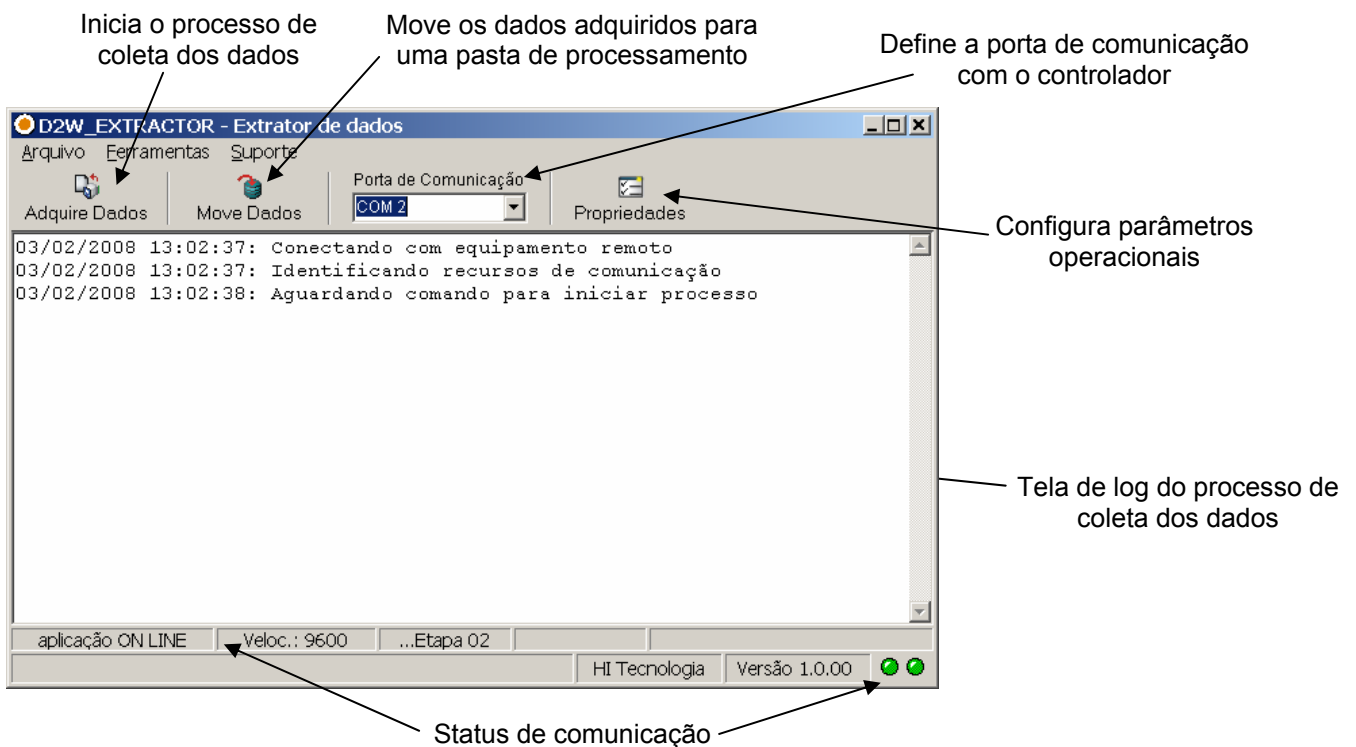 Inicia o processo de
coleta dos dados
Move os dados adquiridos para
uma pasta de processamento
Define a porta de comunicação
com o controlador
D2W_EXTRACTOR - Extrator de dados
Arquivo Ferramentas Suporte
Adquire Dados
Move Dados
Porta de Comunicação
COM 2
Propriedades
Configura parâmetros
operacionais
03/02/2008 13:02:37: Conectando com equipamento remoto
03/02/2008 13:02:37: Identificando recursos de comunicação
03/02/2008 13:02:38: Aguardando comando para iniciar processo
Tela de log do processo de
coleta dos dados
aplicação ON LINE Veloc.: 9600 ...Etapa 02
HI Tecnologia Versão 1.0.00
Status de comunicação